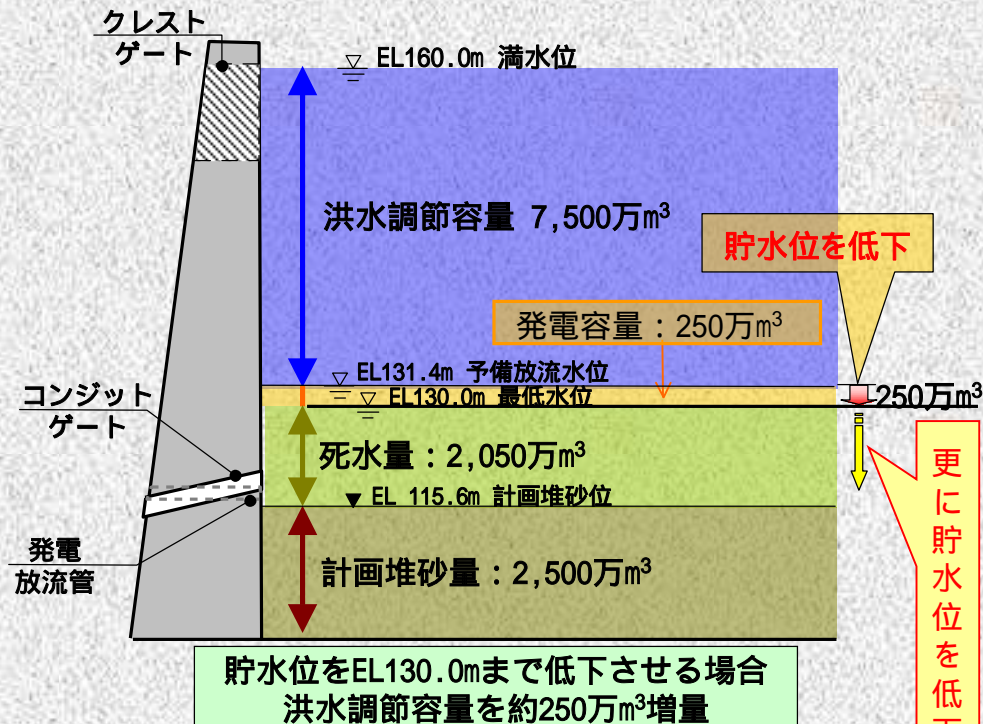 クレスト
ゲート
EL160.0m 満水位
洪水調節容量 7,500万m³
貯水位を低下
発電容量：250万m³
EL131.4m 予備放流水位
EL130.0m 最低水位
250万m³
コンジット
ゲート
死水量：2,050万m³
EL 115.6m 計画堆砂位
発電
放流管
計画堆砂量：2,500万m³
更に貯水位を低
貯水位をEL130.0mまで低下させる場合
洪水調節容量を約250万m³増量